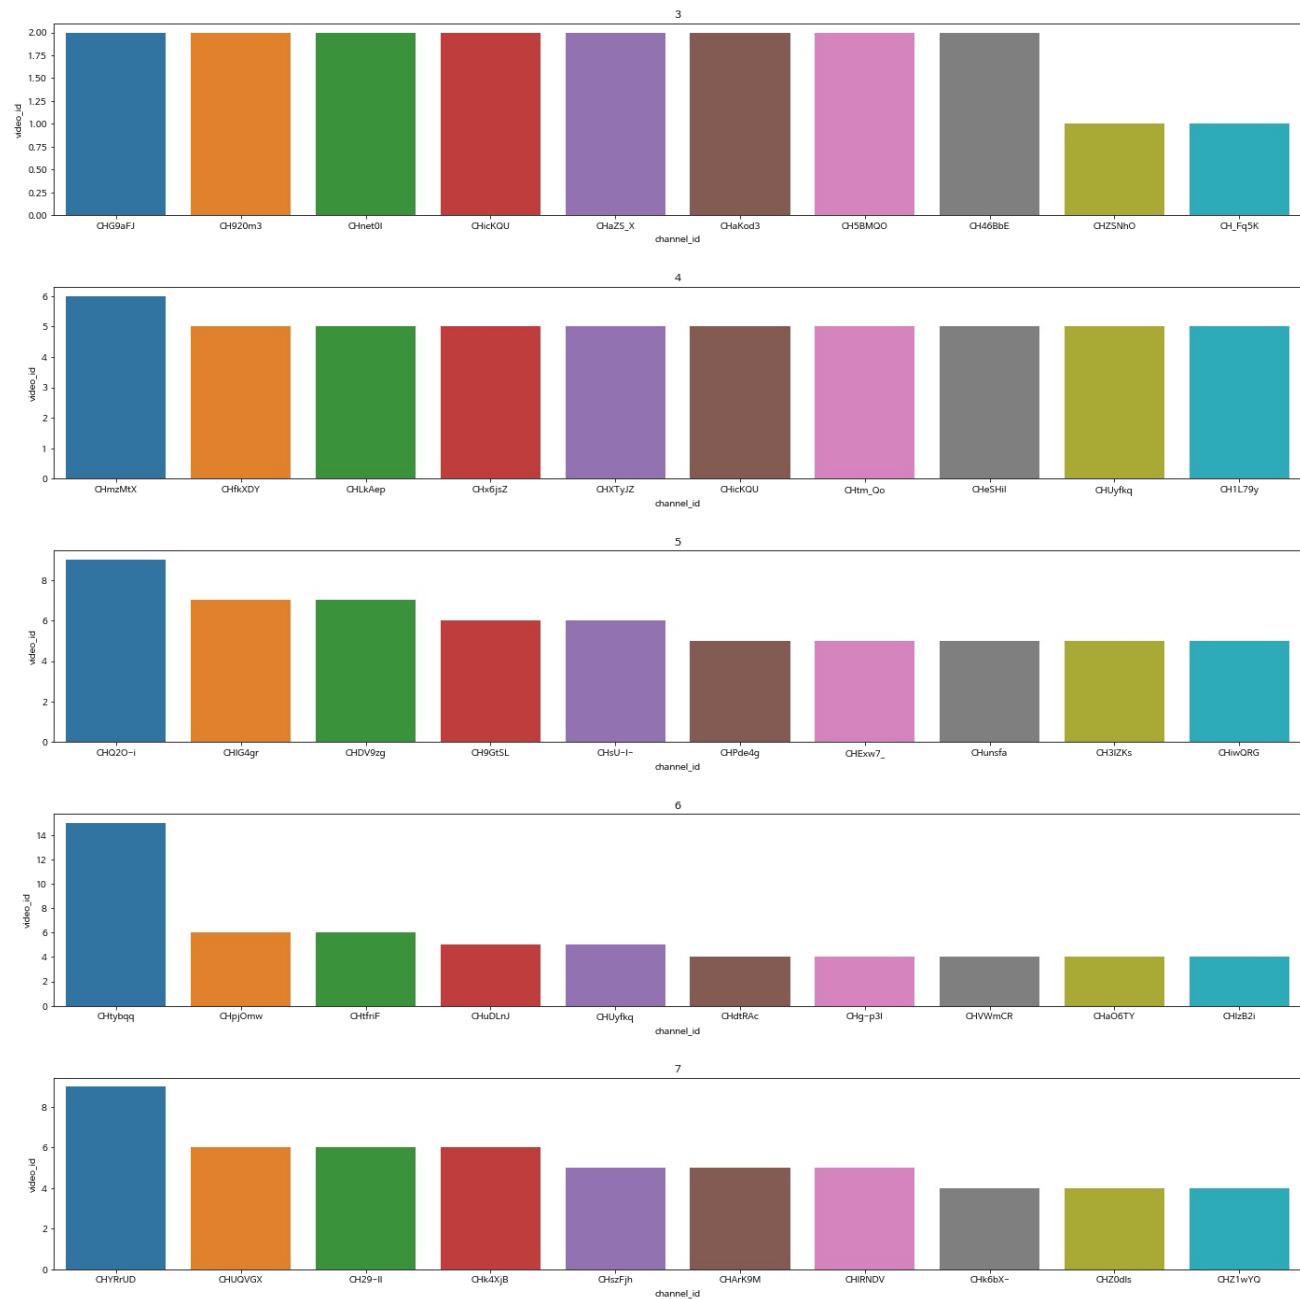 3
2.00
1.75
1.50
1.25
1.00
0.75
0.50
0.25
0.00
video_id
CHG9aFJ CH920m3 CHnet0I CHicKQU CHaZS_X CHaKod3 CH5BMQO CH46BbE CHZSNhO CH_Fq5K
channel_id
4
6
5
4
3
2
1
0
video_id
CHmzMtX CHfkXDY CHLkAep CHx6jsZ CHXTyJZ CHicKQU CHtm_Qo CHeSHiI CHUyfkq CH1L79y
channel_id
5
8
6
4
2
0
video_id
CHQ2O-i CHIG4gr CHDV9zg CH9GtSL CHsU-I- CHPde4g CHExw7_ CHunsfa CH3IZKs CHiwQRG
channel_id
6
14
12
10
8
6
4
2
0
video_id
CHtybqq CHpjOmw CHtfriF CHuDLnJ CHUyfkq CHdtRAc CHg-p3I CHVWmCR CHaO6TY CHIzB2i
channel_id
7
8
6
4
2
0
video_id
CHYRrUD CHUQVGX CH29-II CHk4XjB CHszFjh CHArK9M CHIRNDV CHk6bX- CHZ0dls CHZ1wYQ
channel_id